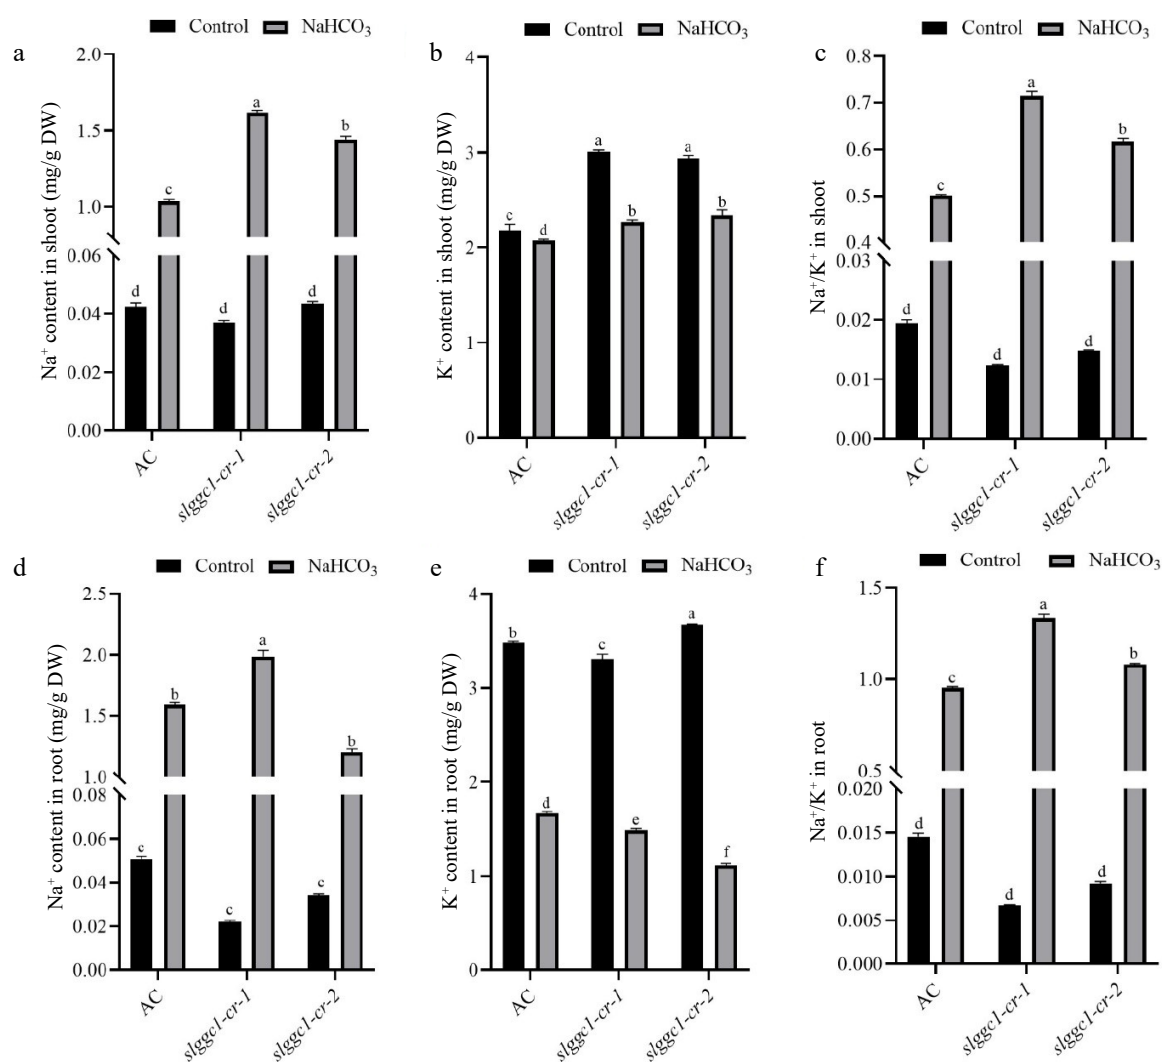 Control NaHCO₃
a
Na⁺ content in shoot (mg/g DW)
2.0
1.5
1.0
0.06
0.04
0.02
0.00
d c d a d b
AC slggc1-cr-1 slggc1-cr-2
Control NaHCO₃
b
K⁺ content in shoot (mg/g DW)
4
3
2
1
0
c d a b a b
AC slggc1-cr-1 slggc1-cr-2
Control NaHCO₃
c
Na⁺/K⁺ in shoot
0.8
0.7
0.6
0.5
0.4
0.03
0.02
0.01
0.00
d c d a d b
AC slggc1-cr-1 slggc1-cr-2
Control NaHCO₃
d
Na⁺ content in root (mg/g DW)
2.5
2.0
1.5
1.0
0.08
0.06
0.04
0.02
0.00
c b c a c b
AC slggc1-cr-1 slggc1-cr-2
Control NaHCO₃
e
K⁺ content in root (mg/g DW)
4
3
2
1
0
b d c e a f
AC slggc1-cr-1 slggc1-cr-2
Control NaHCO₃
f
Na⁺/K⁺ in root
1.5
1.0
0.5
0.020
0.015
0.010
0.005
0.000
d c d a d b
AC slggc1-cr-1 slggc1-cr-2